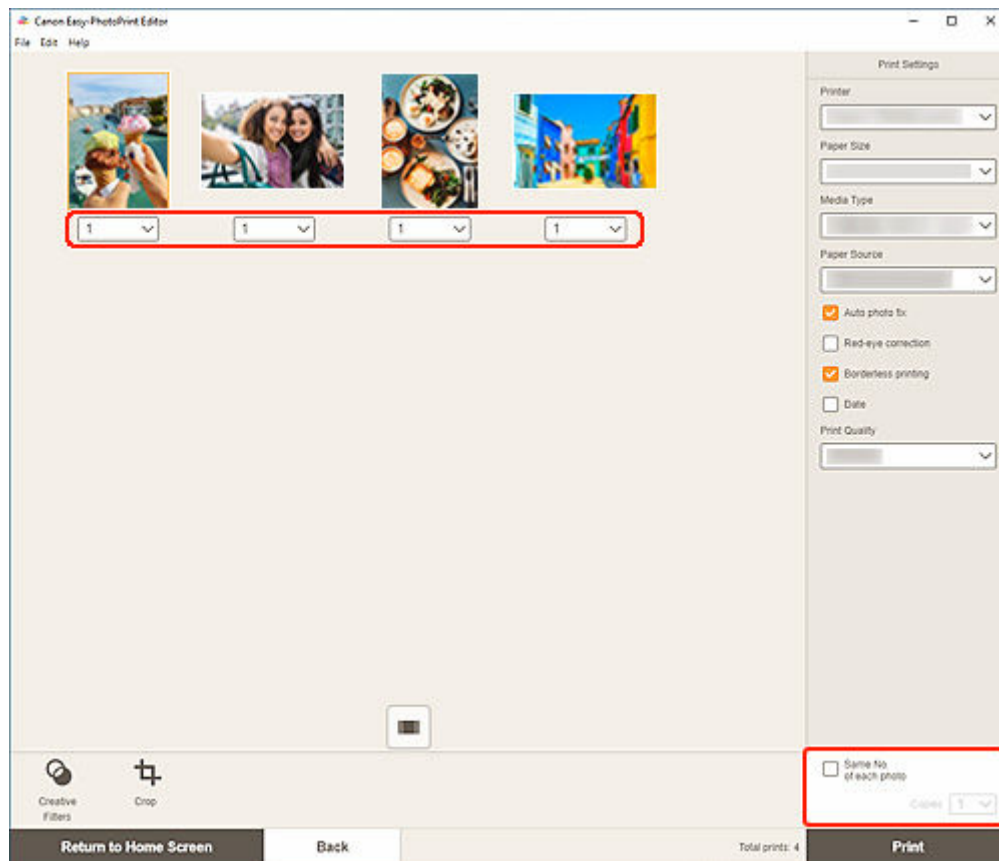 Canon Easy-PhotoPrint Editor
File Edit Help
Print Settings
Printer
Paper Size
1 1 1 1
Media Type
Paper Source
Auto photo fix
Red-eye correction
Borderless printing
Date
Print Quality
Same No.
of each photo
Copies 1
Creative
Filters
Crop
Return to Home Screen
Back
Total prints: 4
Print